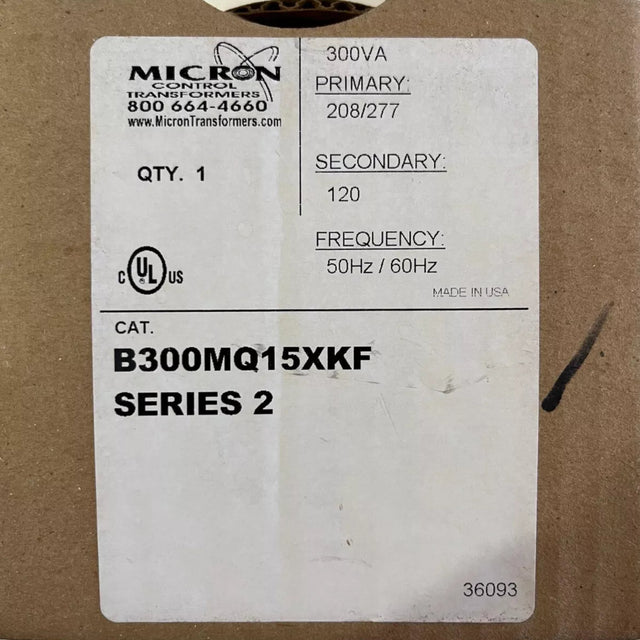 MICRON
CONTROL
TRANSFORMERS
800 664-4660
www.MicronTransformers.com
QTY. 1
300VA
PRIMARY:
208/277
SECONDARY:
120
FREQUENCY:
50Hz / 60Hz
MADE IN USA
C UL US
CAT.
B300MQ15XKF
SERIES 2
36093